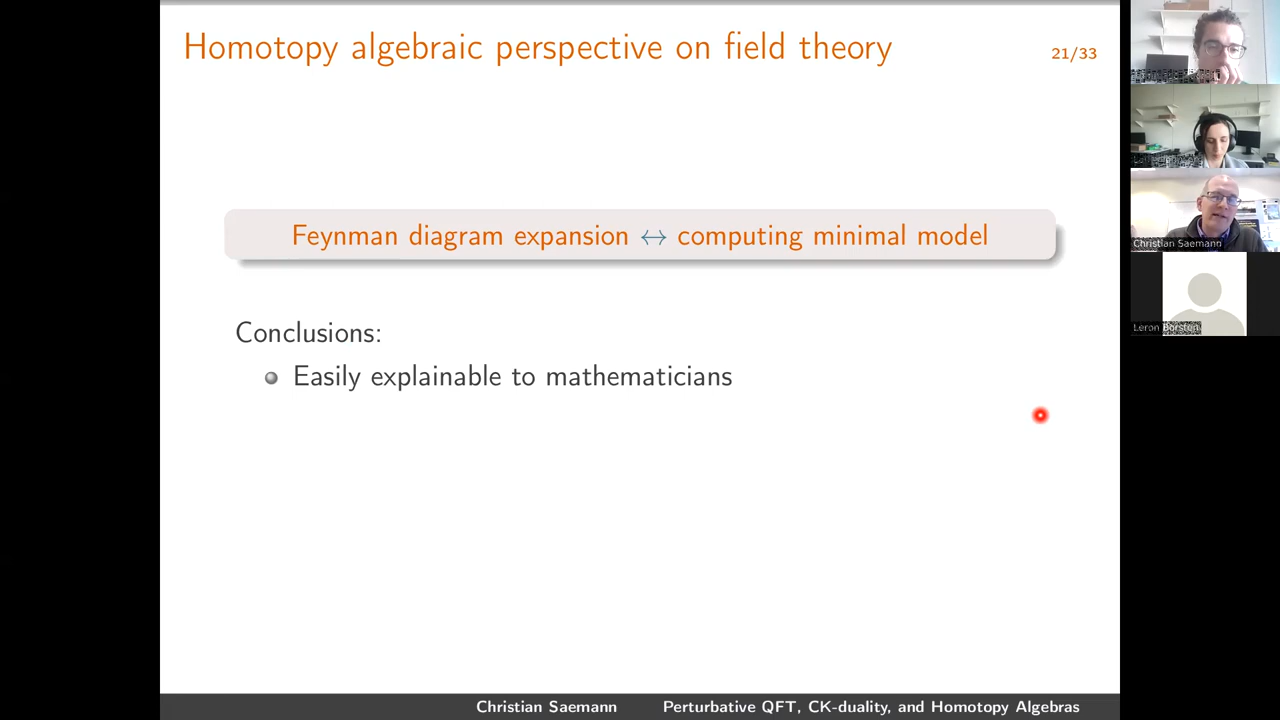 Homotopy algebraic perspective on field theory
21/33
Feynman diagram expansion ↔ computing minimal model
Conclusions:
Easily explainable to mathematicians
Christian Saemann Perturbative QFT, CK-duality, and Homotopy Algebras
Christian Saemann
Leron Borsten